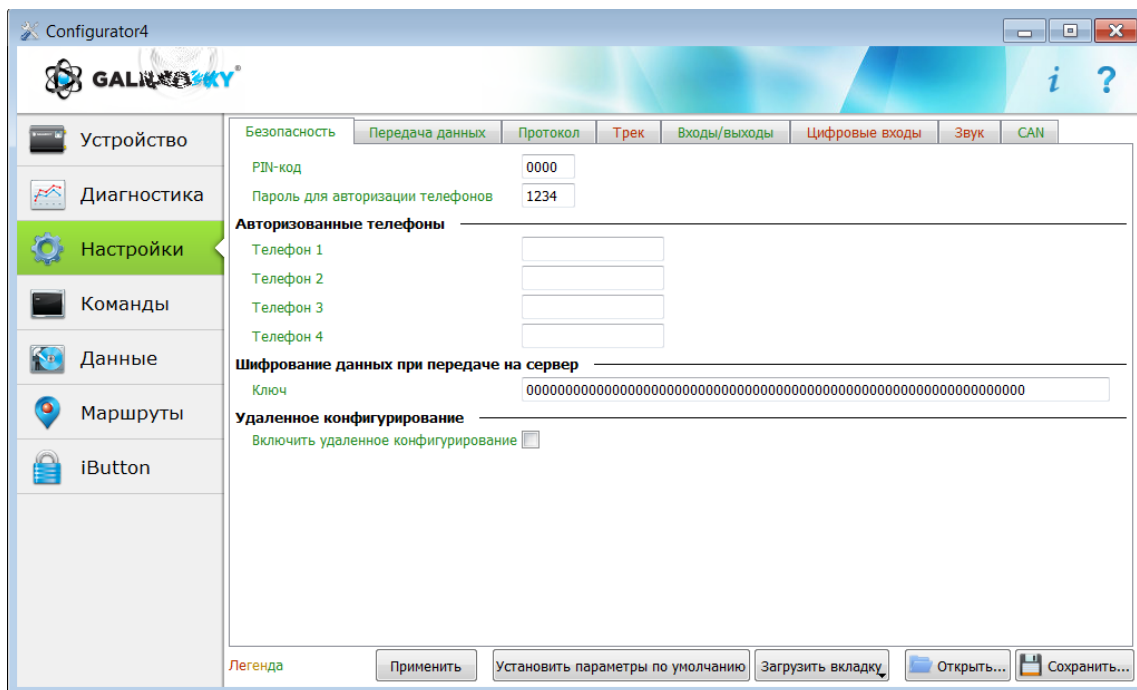 Configurator4
GALILEOSKY®
i ?
Устройство
Диагностика
Настройки
Команды
Данные
Маршруты
iButton
Безопасность Передача данных Протокол Трек Входы/выходы Цифровые входы Звук CAN
PIN-код 0000
Пароль для авторизации телефонов 1234
Авторизованные телефоны
Телефон 1
Телефон 2
Телефон 3
Телефон 4
Шифрование данных при передаче на сервер
Ключ 0000000000000000000000000000000000000000000000000000000000000000
Удаленное конфигурирование
Включить удаленное конфигурирование
Легенда Применить Установить параметры по умолчанию Загрузить вкладку Открыть... Сохранить...